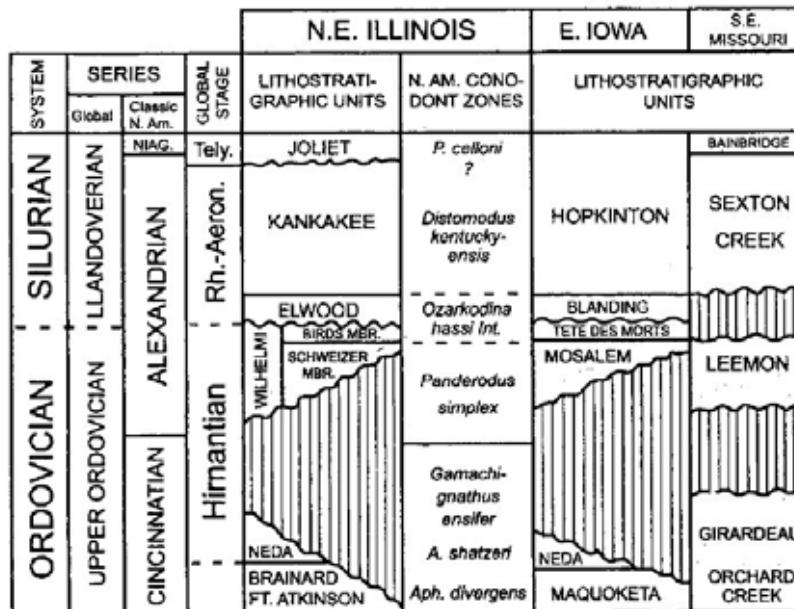 N.E. ILLINOIS
E. IOWA
S.E.
MISSOURI
SYSTEM
SERIES
Global
Classic
N. Am.
GLOBAL
STAGE
LITHOSTRATI-
GRAPHIC UNITS
N. AM. CONO-
DONT ZONES
LITHOSTRATIGRAPHIC
UNITS
SILURIAN
ORDOVICIAN
LLANDOVERIAN
UPPER ORDOVICIAN
NIAG.
ALEXANDRIAN
CINCINNATIAN
Tely.
Rh.-Aeron.
Hirnantian
JOLIET
KANKAKEE
ELWOOD
BIRDS MBR.
WILHELMI
SCHWEIZER
MBR.
NEDA
BRAINARD
FT. ATKINSON
P. celloni
?
Distomodus
kentucky-
ensis
Ozarkodina
hassi Int.
Panderodus
simplex
Gamachi-
gnathus
ensifer
A. shatzeri
Aph. divergens
HOPKINTON
BLANDING
TETE DES MORTS
MOSALEM
NEDA
MAQUOKETA
BAINBRIDGE
SEXTON
CREEK
LEEMON
GIRARDEAU
ORCHARD
CREEK